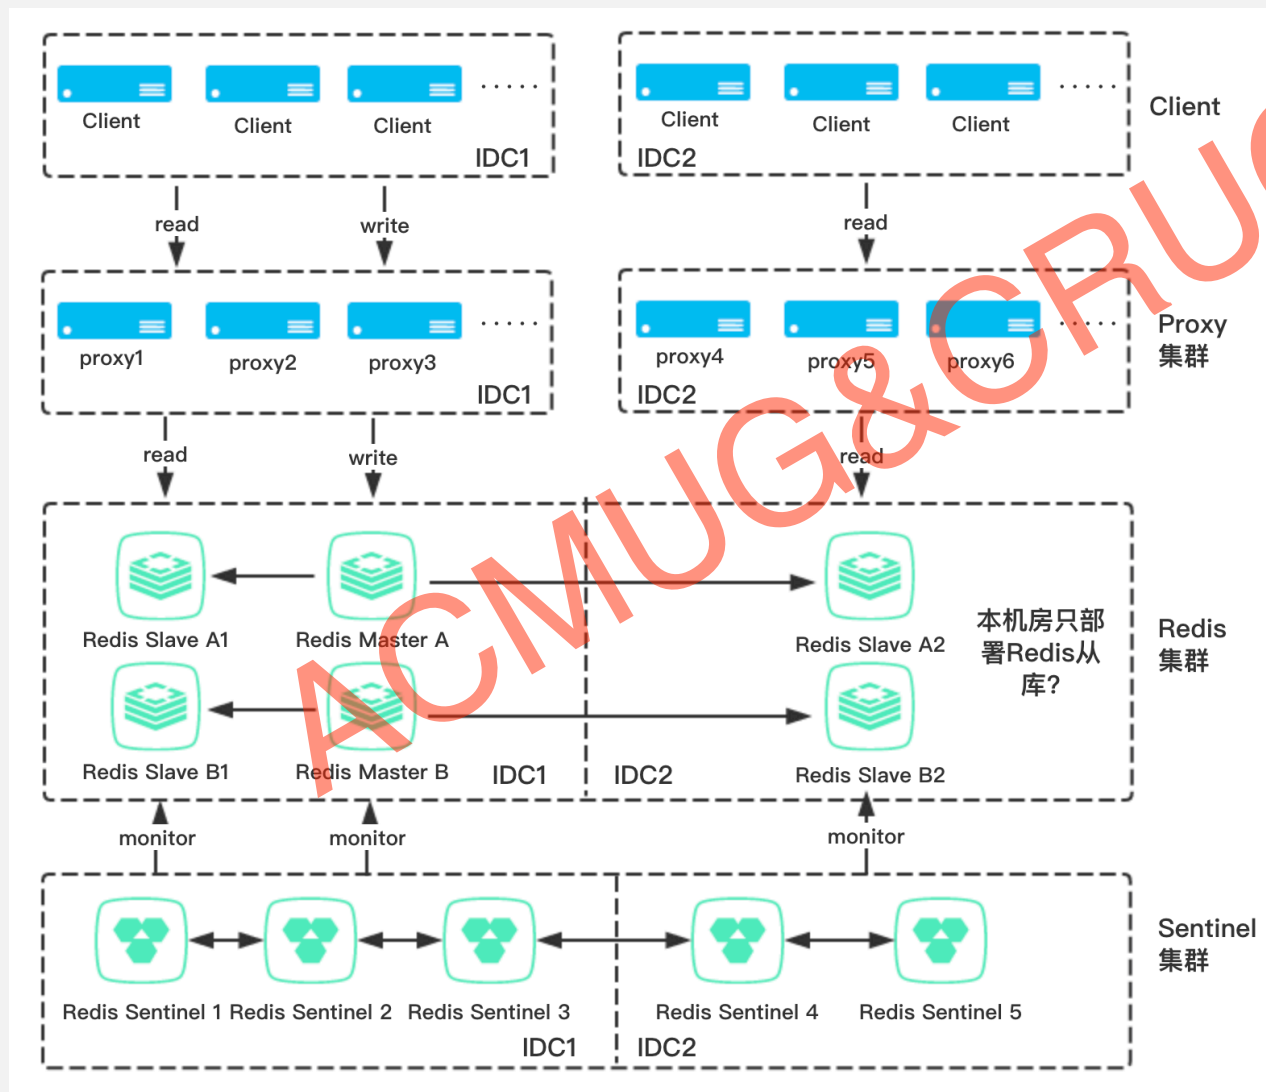 Client
Client
Client
.....
IDC1
Client
Client
Client
.....
IDC2
Client
read
write
read
proxy1
proxy2
proxy3
.....
IDC1
proxy4
proxy5
proxy6
.....
IDC2
Proxy
集群
read
write
read
Redis Slave A1
Redis Master A
Redis Slave A2
本机房只部
署Redis从
库?
Redis Slave B1
Redis Master B
IDC1
IDC2
Redis Slave B2
Redis
集群
monitor
monitor
monitor
Redis Sentinel 1
Redis Sentinel 2
Redis Sentinel 3
Redis Sentinel 4
Redis Sentinel 5
IDC1
IDC2
Sentinel
集群
ACMUG&CRU